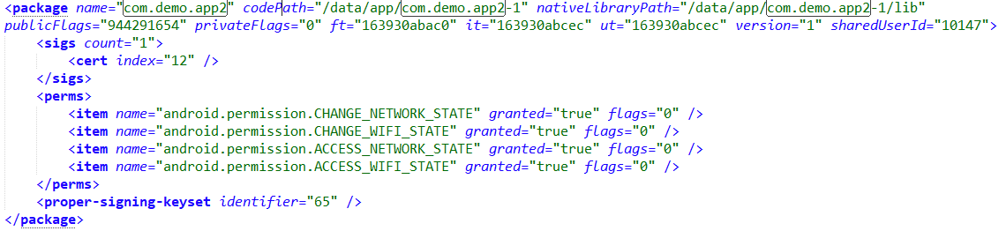 <package name="com.demo.app2" codePath="/data/app/com.demo.app2-1" nativeLibraryPath="/data/app/com.demo.app2-1/lib"
publicFlags="944291654" privateFlags="0" ft="163930abac0" it="163930abcec" ut="163930abcec" version="1" sharedUserId="10147">
<sigs count="1">
<cert index="12" />
</sigs>
<perms>
<item name="android.permission.CHANGE_NETWORK_STATE" granted="true" flags="0" />
<item name="android.permission.CHANGE_WIFI_STATE" granted="true" flags="0" />
<item name="android.permission.ACCESS_NETWORK_STATE" granted="true" flags="0" />
<item name="android.permission.ACCESS_WIFI_STATE" granted="true" flags="0" />
</perms>
<proper-signing-keyset identifier="65" />
</package>